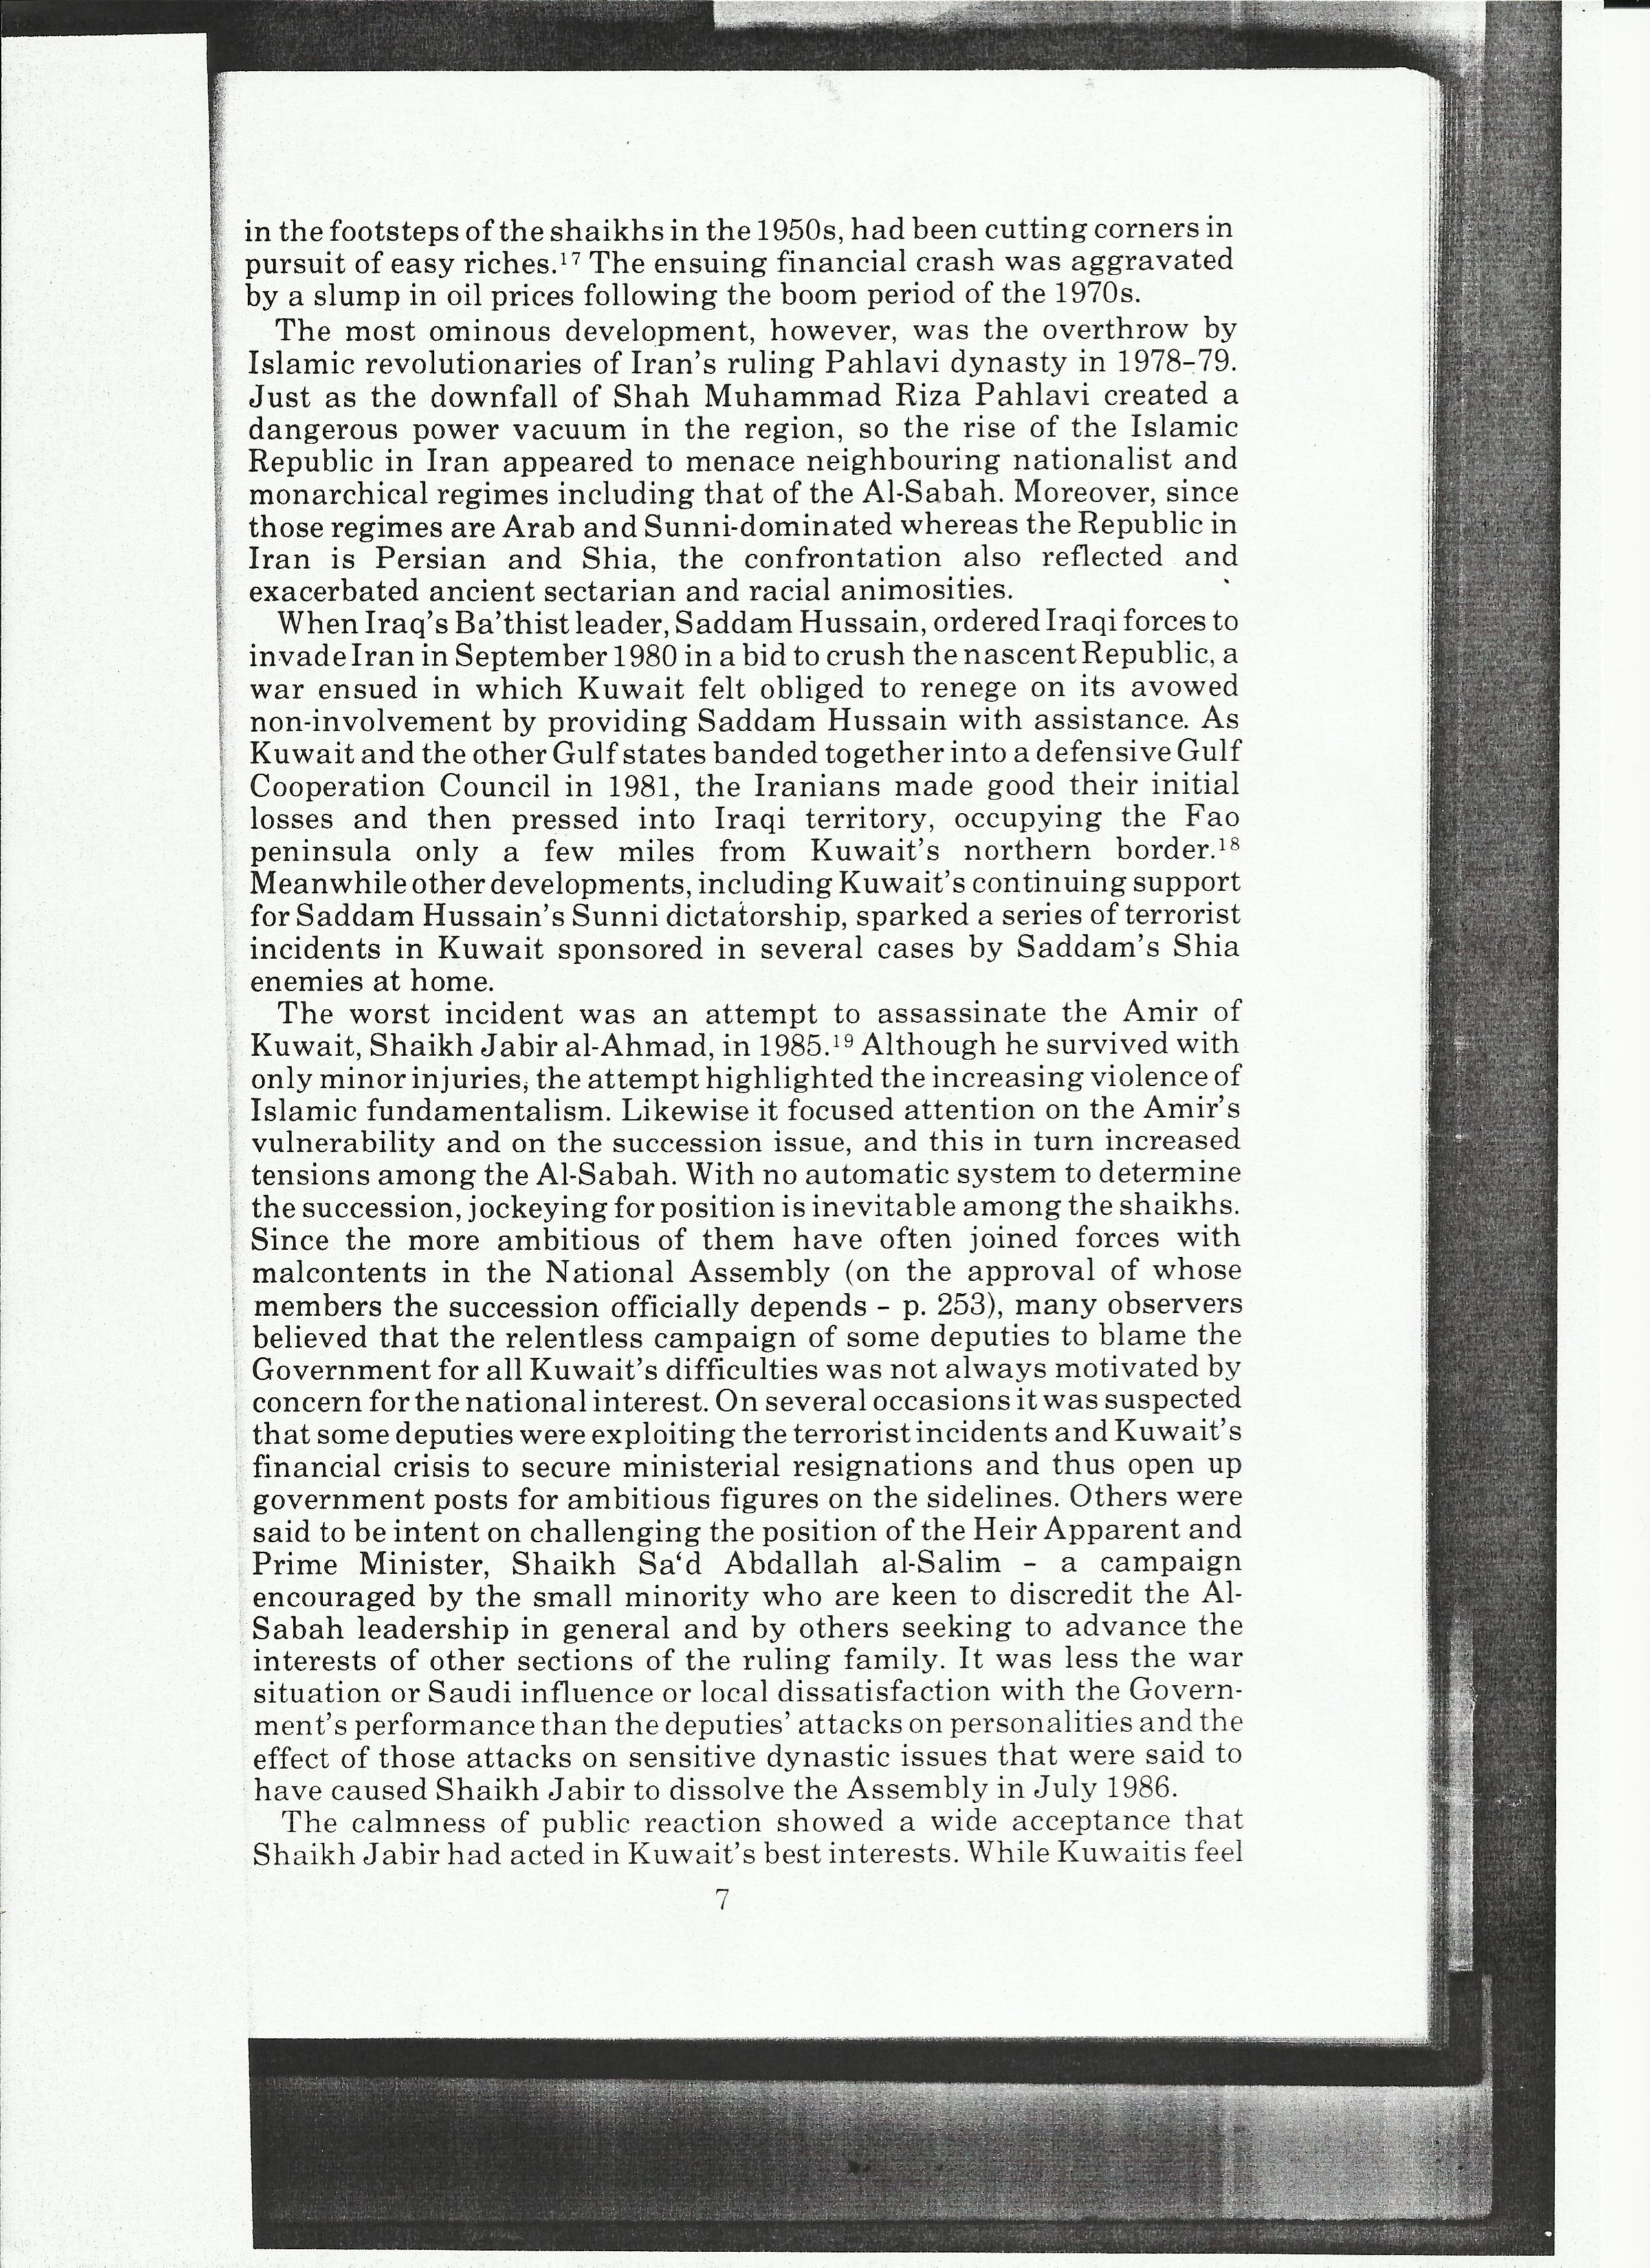 in the footsteps of the shaikhs in the 1950s, had been cutting corners in
pursuit of easy riches.¹⁷ The ensuing financial crash was aggravated
by a slump in oil prices following the boom period of the 1970s.
The most ominous development, however, was the overthrow by
Islamic revolutionaries of Iran's ruling Pahlavi dynasty in 1978-79.
Just as the downfall of Shah Muhammad Riza Pahlavi created a
dangerous power vacuum in the region, so the rise of the Islamic
Republic in Iran appeared to menace neighbouring nationalist and
monarchical regimes including that of the Al-Sabah. Moreover, since
those regimes are Arab and Sunni-dominated whereas the Republic in
Iran is Persian and Shia, the confrontation also reflected and
exacerbated ancient sectarian and racial animosities.
When Iraq's Ba'thist leader, Saddam Hussain, ordered Iraqi forces to
invade Iran in September 1980 in a bid to crush the nascent Republic, a
war ensued in which Kuwait felt obliged to renege on its avowed
non-involvement by providing Saddam Hussain with assistance. As
Kuwait and the other Gulf states banded together into a defensive Gulf
Cooperation Council in 1981, the Iranians made good their initial
losses and then pressed into Iraqi territory, occupying the Fao
peninsula only a few miles from Kuwait's northern border.¹⁸
Meanwhile other developments, including Kuwait's continuing support
for Saddam Hussain's Sunni dictatorship, sparked a series of terrorist
incidents in Kuwait sponsored in several cases by Saddam's Shia
enemies at home.
The worst incident was an attempt to assassinate the Amir of
Kuwait, Shaikh Jabir al-Ahmad, in 1985.¹⁹ Although he survived with
only minor injuries, the attempt highlighted the increasing violence of
Islamic fundamentalism. Likewise it focused attention on the Amir's
vulnerability and on the succession issue, and this in turn increased
tensions among the Al-Sabah. With no automatic system to determine
the succession, jockeying for position is inevitable among the shaikhs.
Since the more ambitious of them have often joined forces with
malcontents in the National Assembly (on the approval of whose
members the succession officially depends – p. 253), many observers
believed that the relentless campaign of some deputies to blame the
Government for all Kuwait's difficulties was not always motivated by
concern for the national interest. On several occasions it was suspected
that some deputies were exploiting the terrorist incidents and Kuwait's
financial crisis to secure ministerial resignations and thus open up
government posts for ambitious figures on the sidelines. Others were
said to be intent on challenging the position of the Heir Apparent and
Prime Minister, Shaikh Sa‘d Abdallah al-Salim – a campaign
encouraged by the small minority who are keen to discredit the Al-
Sabah leadership in general and by others seeking to advance the
interests of other sections of the ruling family. It was less the war
situation or Saudi influence or local dissatisfaction with the Govern-
ment's performance than the deputies' attacks on personalities and the
effect of those attacks on sensitive dynastic issues that were said to
have caused Shaikh Jabir to dissolve the Assembly in July 1986.
The calmness of public reaction showed a wide acceptance that
Shaikh Jabir had acted in Kuwait's best interests. While Kuwaitis feel
7